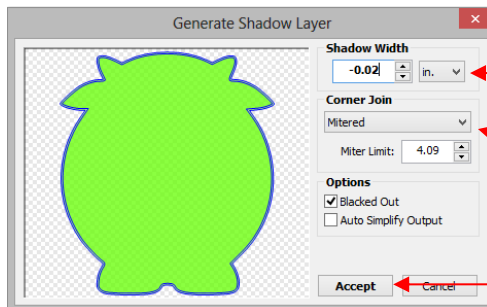 Generate Shadow Layer
Shadow Width
-0.02 in.
Corner Join
Mitered
Miter Limit: 4.09
Options
Blacked Out
Auto Simplify Output
Accept Cancel